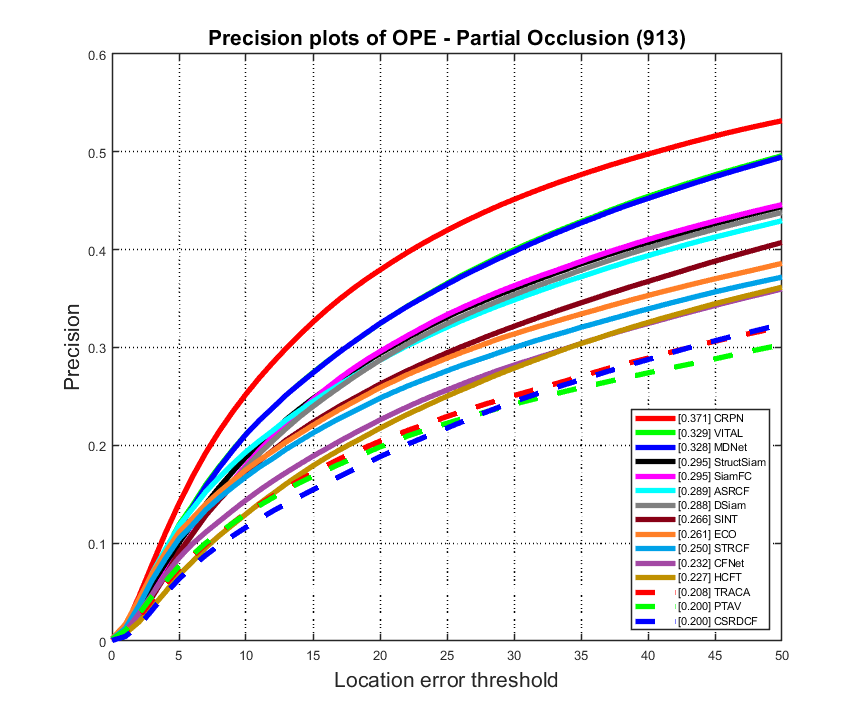 Precision plots of OPE - Partial Occlusion (913)
0.6
0.5
0.4
0.3
0.2
0.1
0
Precision
[0.371] CRPN
[0.329] VITAL
[0.328] MDNet
[0.295] StructSiam
[0.295] SiamFC
[0.289] ASRCF
[0.288] DSiam
[0.266] SINT
[0.261] ECO
[0.250] STRCF
[0.232] CFNet
[0.227] HCFT
[0.208] TRACA
[0.200] PTAV
[0.200] CSRDCF
0 5 10 15 20 25 30 35 40 45 50
Location error threshold